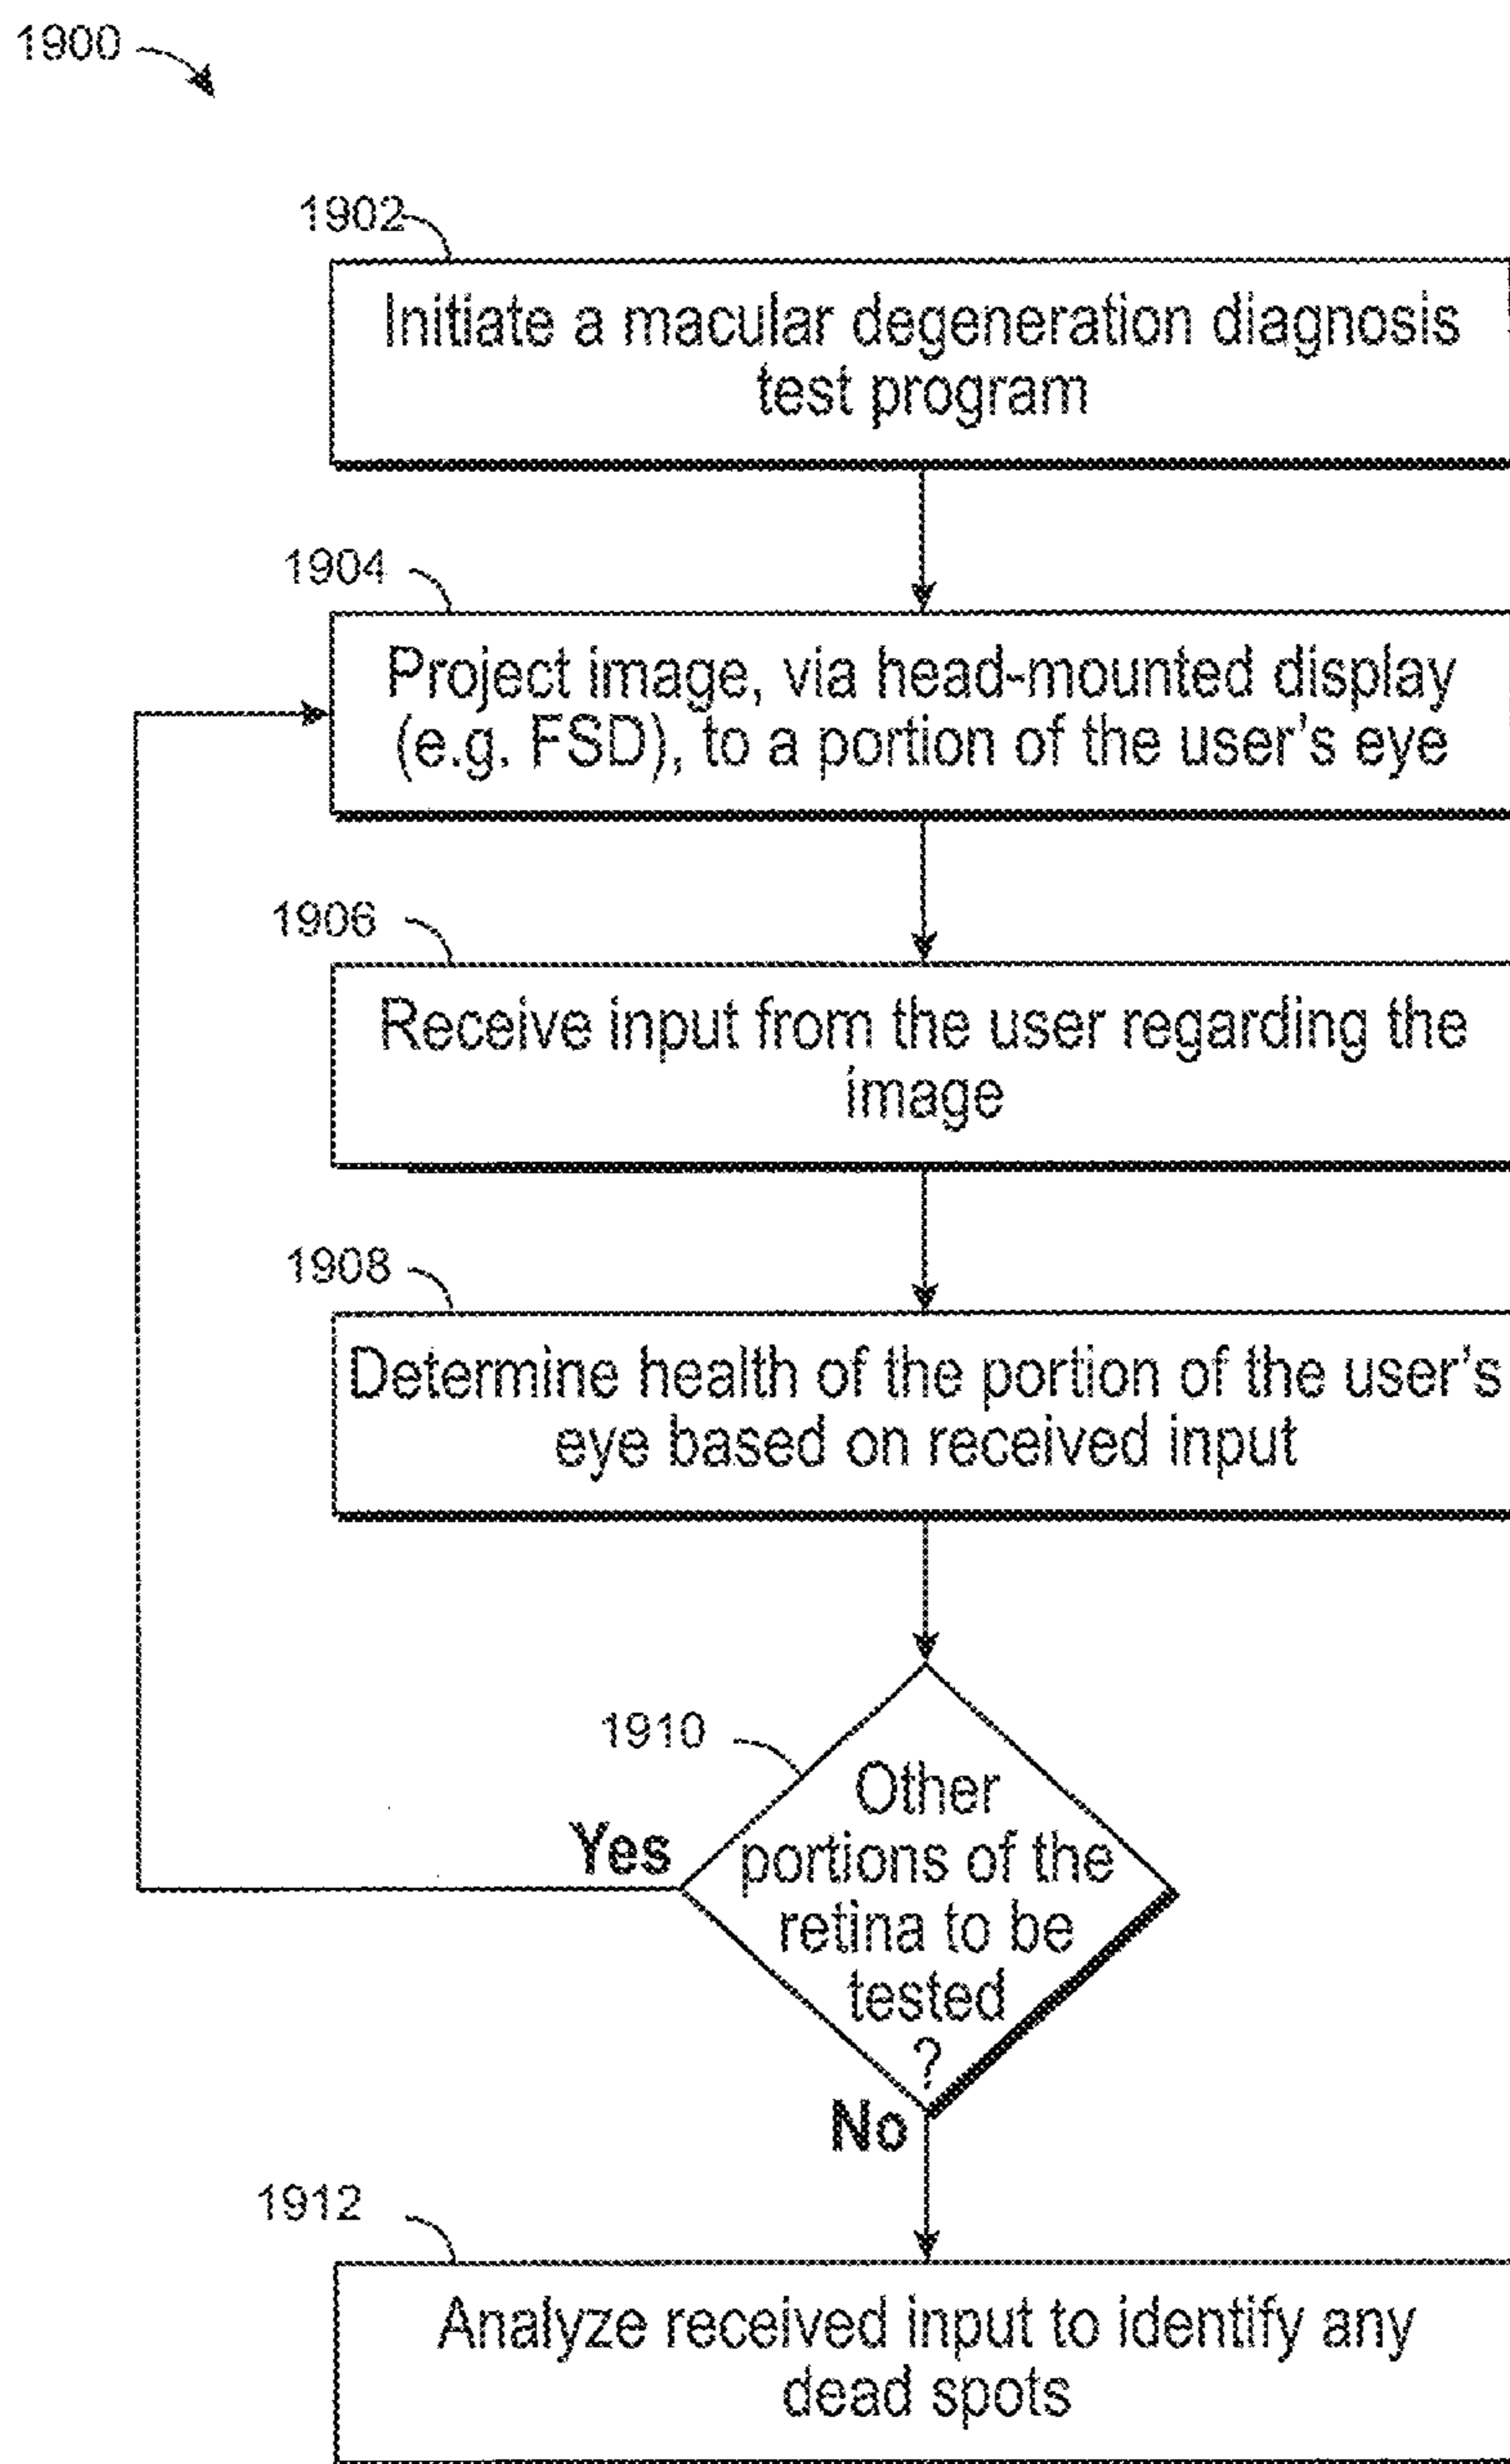 1900
1902
Initiate a macular degeneration diagnosis
test program
1904
Project image, via head-mounted display
(e.g. FSD), to a portion of the user's eye
1906
Receive input from the user regarding the
image
1908
Determine health of the portion of the user's
eye based on received input
1910
Other
portions of the
retina to be
tested
?
Yes
No
1912
Analyze received input to identify any
dead spots